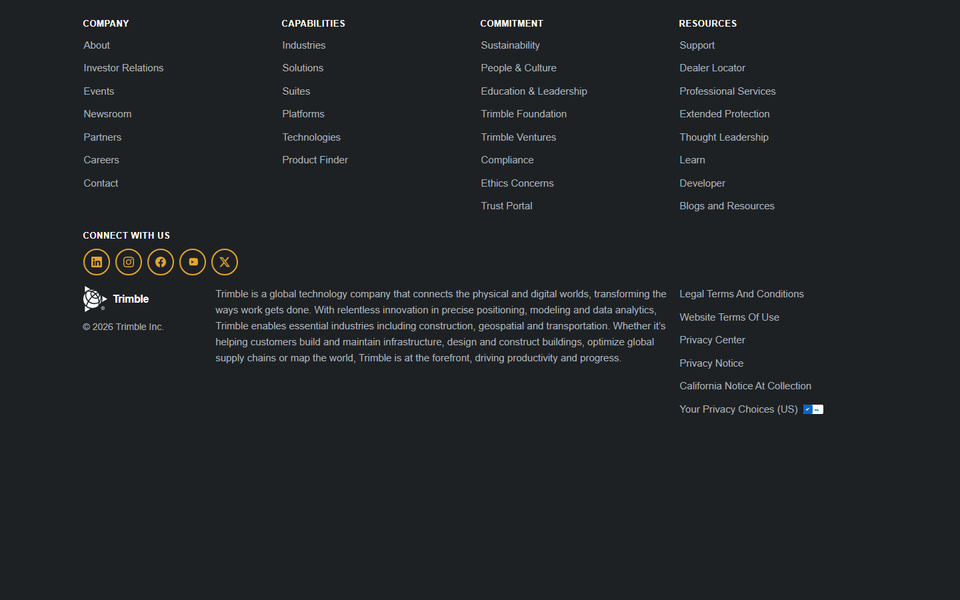 COMPANY
About
Investor Relations
Events
Newsroom
Partners
Careers
Contact
CAPABILITIES
Industries
Solutions
Suites
Platforms
Technologies
Product Finder
COMMITMENT
Sustainability
People & Culture
Education & Leadership
Trimble Foundation
Trimble Ventures
Compliance
Ethics Concerns
Trust Portal
RESOURCES
Support
Dealer Locator
Professional Services
Extended Protection
Thought Leadership
Learn
Developer
Blogs and Resources
CONNECT WITH US
Trimble
© 2026 Trimble Inc.
Trimble is a global technology company that connects the physical and digital worlds, transforming the
ways work gets done. With relentless innovation in precise positioning, modeling and data analytics,
Trimble enables essential industries including construction, geospatial and transportation. Whether it's
helping customers build and maintain infrastructure, design and construct buildings, optimize global
supply chains or map the world, Trimble is at the forefront, driving productivity and progress.
Legal Terms And Conditions
Website Terms Of Use
Privacy Center
Privacy Notice
California Notice At Collection
Your Privacy Choices (US)